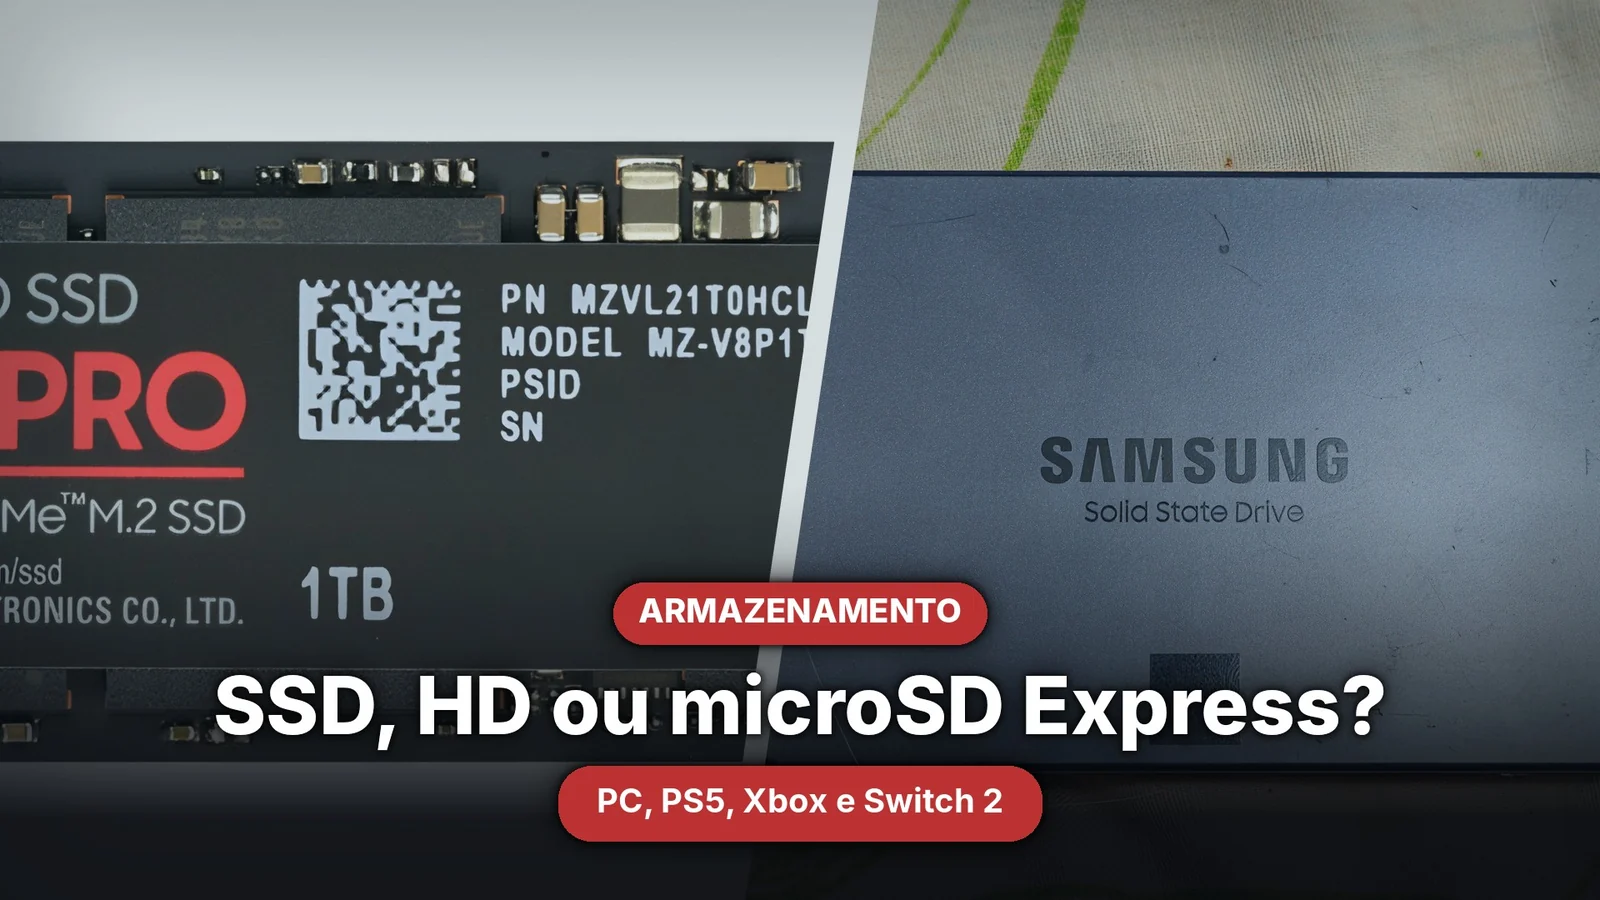 SSD
PRO
Me™ M.2 SSD
n/ssd
TRONICS CO., LTD.
1TB
PN MZVL21T0HCL
MODEL MZ-V8P1T
PSID
SN
SAMSUNG
Solid State Drive
ARMAZENAMENTO
SSD, HD ou microSD Express?
PC, PS5, Xbox e Switch 2